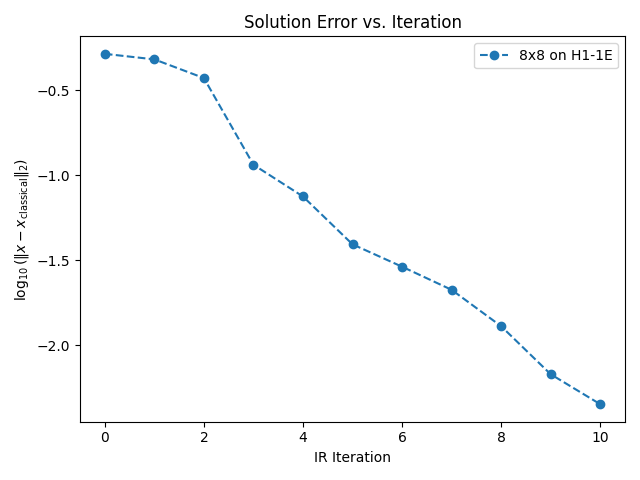 Solution Error vs. Iteration
8x8 on H1-1E
log₁₀ (‖x − x_classical‖₂)
−0.5
−1.0
−1.5
−2.0
0 2 4 6 8 10
IR Iteration